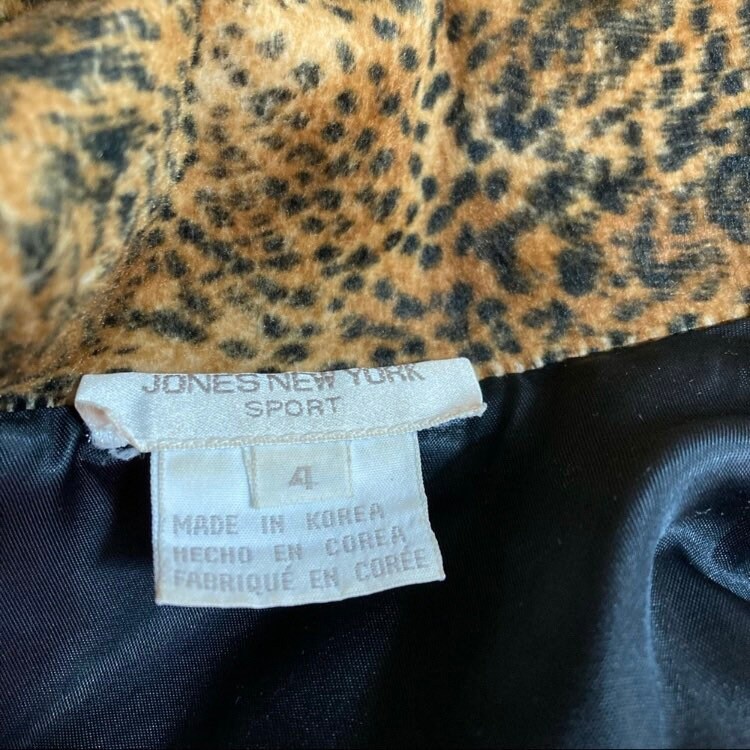 JONES NEW YORK
SPORT
4
MADE IN KOREA
HECHO EN COREA
FABRIQUÉ EN CORÉE